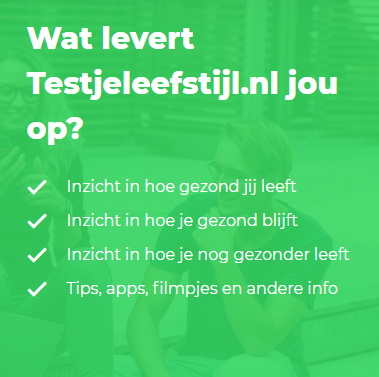 Wat levert
Testjeleefstijl.nl jou
op?
Inzicht in hoe gezond jij leeft
Inzicht in hoe je gezond blijft
Inzicht in hoe je nog gezonder leeft
Tips, apps, filmpjes en andere info